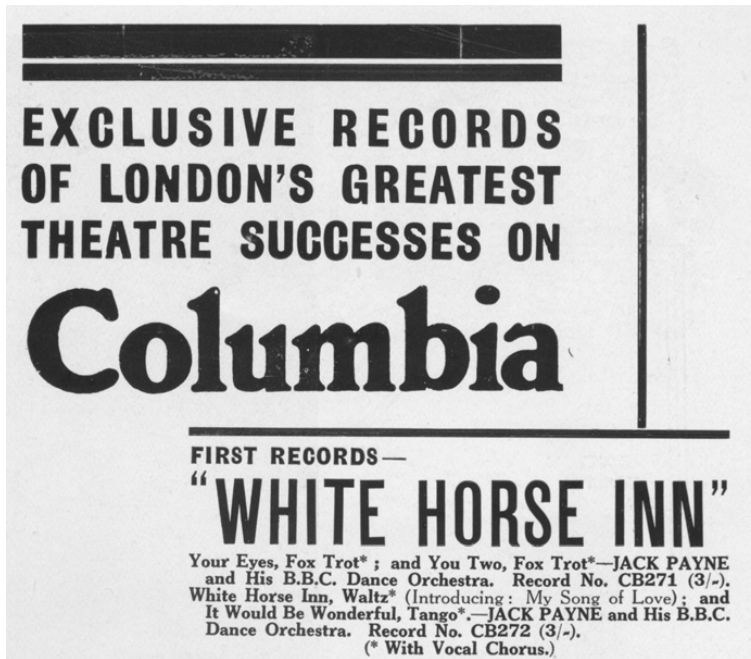 EXCLUSIVE RECORDS
OF LONDON'S GREATEST
THEATRE SUCCESSES ON
Columbia
FIRST RECORDS—
"WHITE HORSE INN"
Your Eyes, Fox Trot* ; and You Two, Fox Trot*—JACK PAYNE
and His B.B.C. Dance Orchestra. Record No. CB271 (3/-).
White Horse Inn, Waltz* (Introducing : My Song of Love) ; and
It Would Be Wonderful, Tango*.—JACK PAYNE and His B.B.C.
Dance Orchestra. Record No. CB272 (3/-).
(* With Vocal Chorus.)